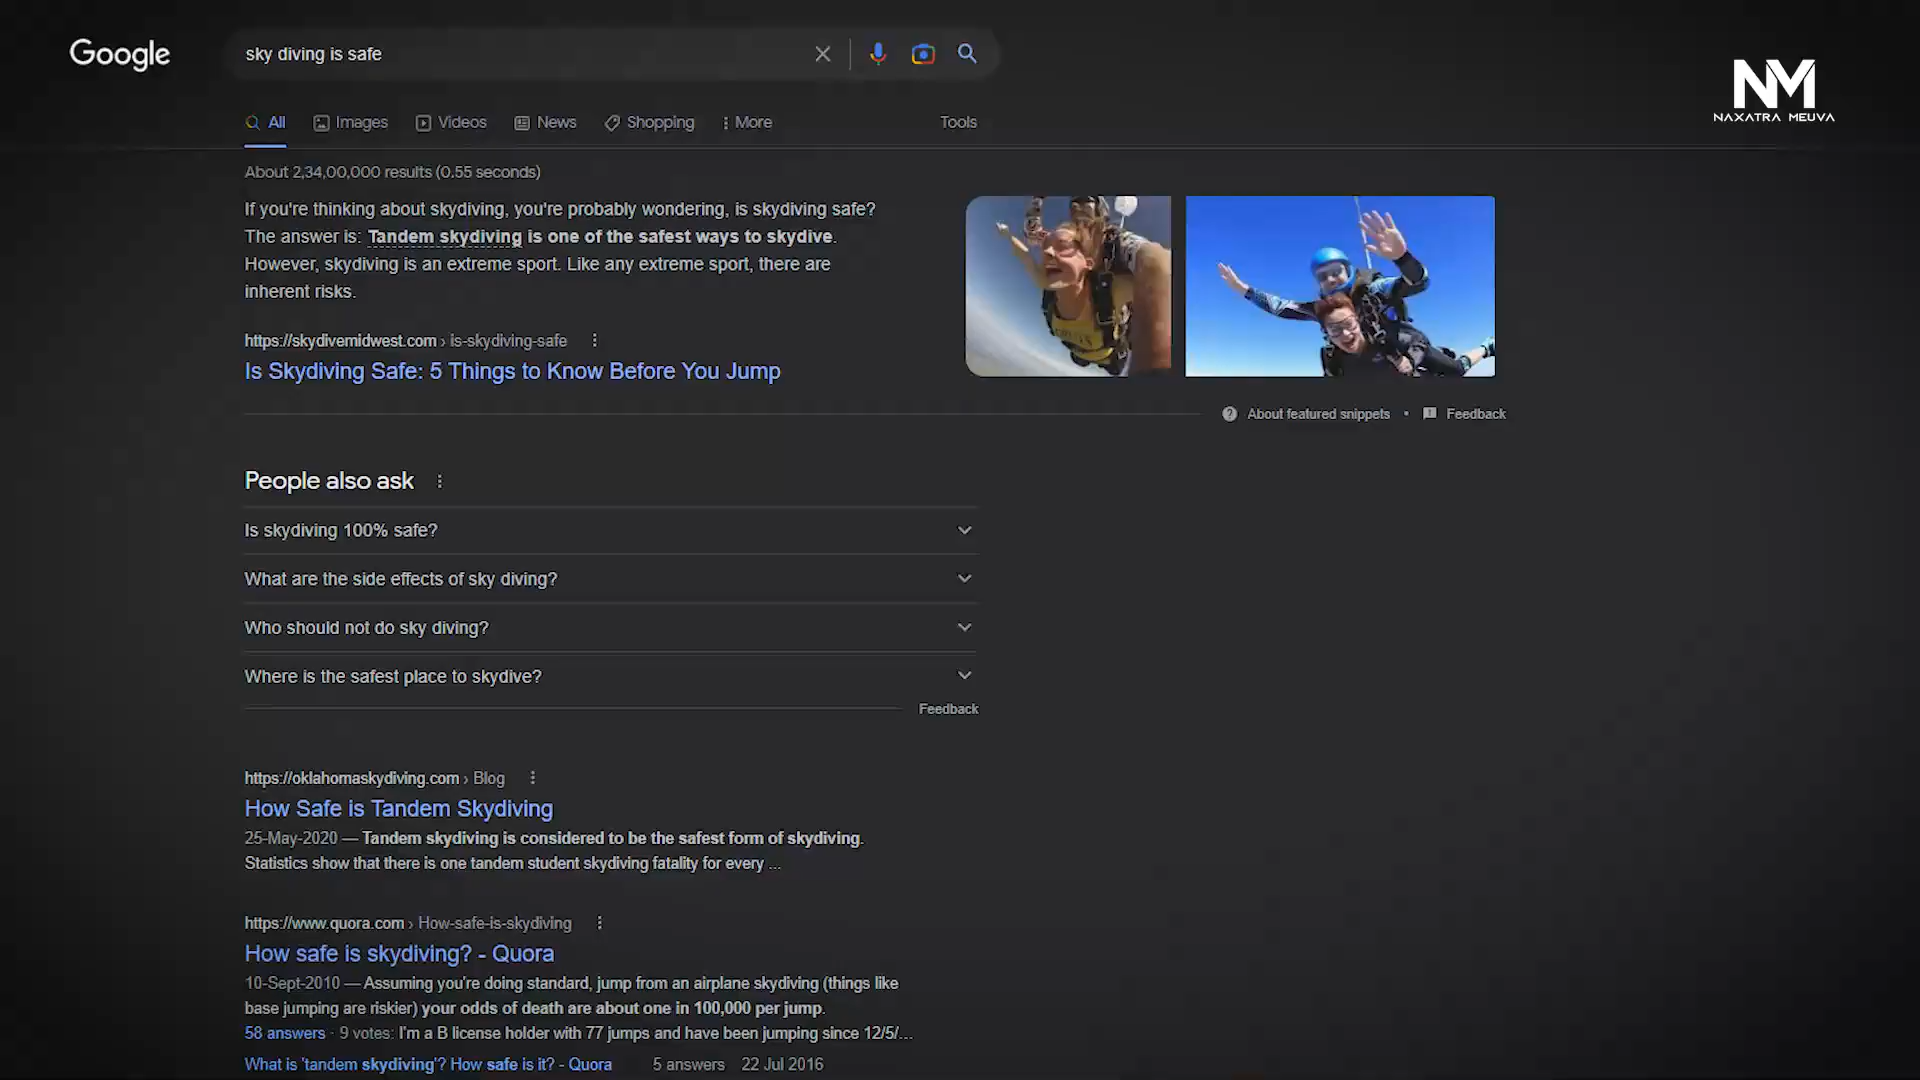 Google
sky diving is safe
NM
NAXATRA MEUVA
All Images Videos News Shopping More Tools
About 2,34,00,000 results (0.55 seconds)
If you're thinking about skydiving, you're probably wondering, is skydiving safe?
The answer is: Tandem skydiving is one of the safest ways to skydive.
However, skydiving is an extreme sport. Like any extreme sport, there are
inherent risks.
https://skydivemidwest.com › is-skydiving-safe
Is Skydiving Safe: 5 Things to Know Before You Jump
About featured snippets • Feedback
People also ask
Is skydiving 100% safe?
What are the side effects of sky diving?
Who should not do sky diving?
Where is the safest place to skydive?
Feedback
https://oklahomaskydiving.com › Blog
How Safe is Tandem Skydiving
25-May-2020 — Tandem skydiving is considered to be the safest form of skydiving.
Statistics show that there is one tandem student skydiving fatality for every ...
https://www.quora.com › How-safe-is-skydiving
How safe is skydiving? - Quora
10-Sept-2010 — Assuming you're doing standard, jump from an airplane skydiving (things like
base jumping are riskier) your odds of death are about one in 100,000 per jump.
58 answers · 9 votes: I'm a B license holder with 77 jumps and have been jumping since 12/5/...
What is 'tandem skydiving'? How safe is it? - Quora 5 answers 22 Jul 2016